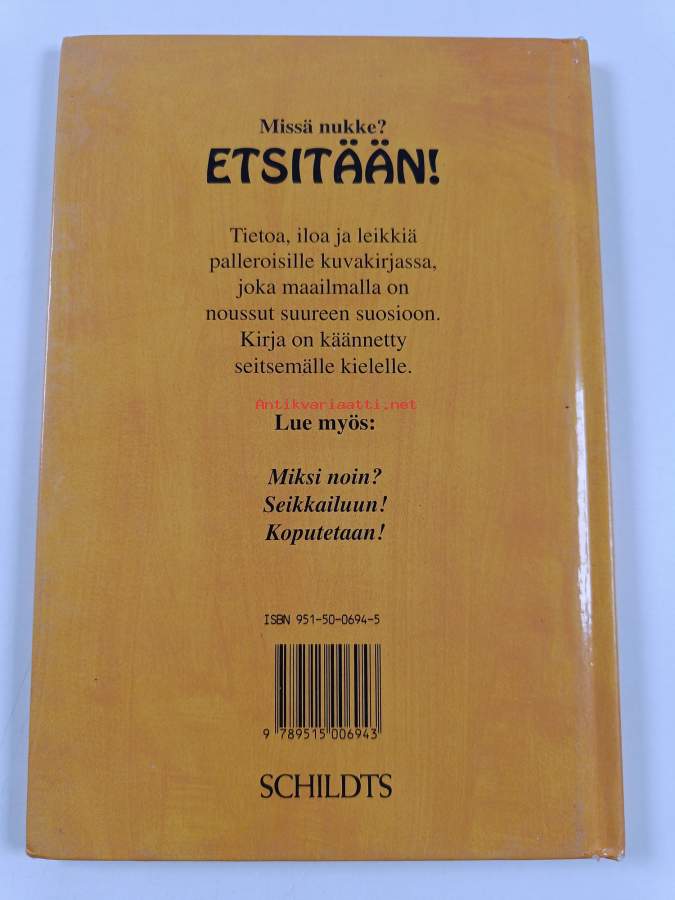 Missä nukke?
ETSITÄÄN!
Tietoa, iloa ja leikkiä
palleroisille kuvakirjassa,
joka maailmalla on
noussut suureen suosioon.
Kirja on käännetty
seitsemälle kielelle.
Antikvariaatti.net
Lue myös:
Miksi noin?
Seikkailuun!
Koputetaan!
ISBN 951-50-0694-5
9 789515 006943
SCHILDTS